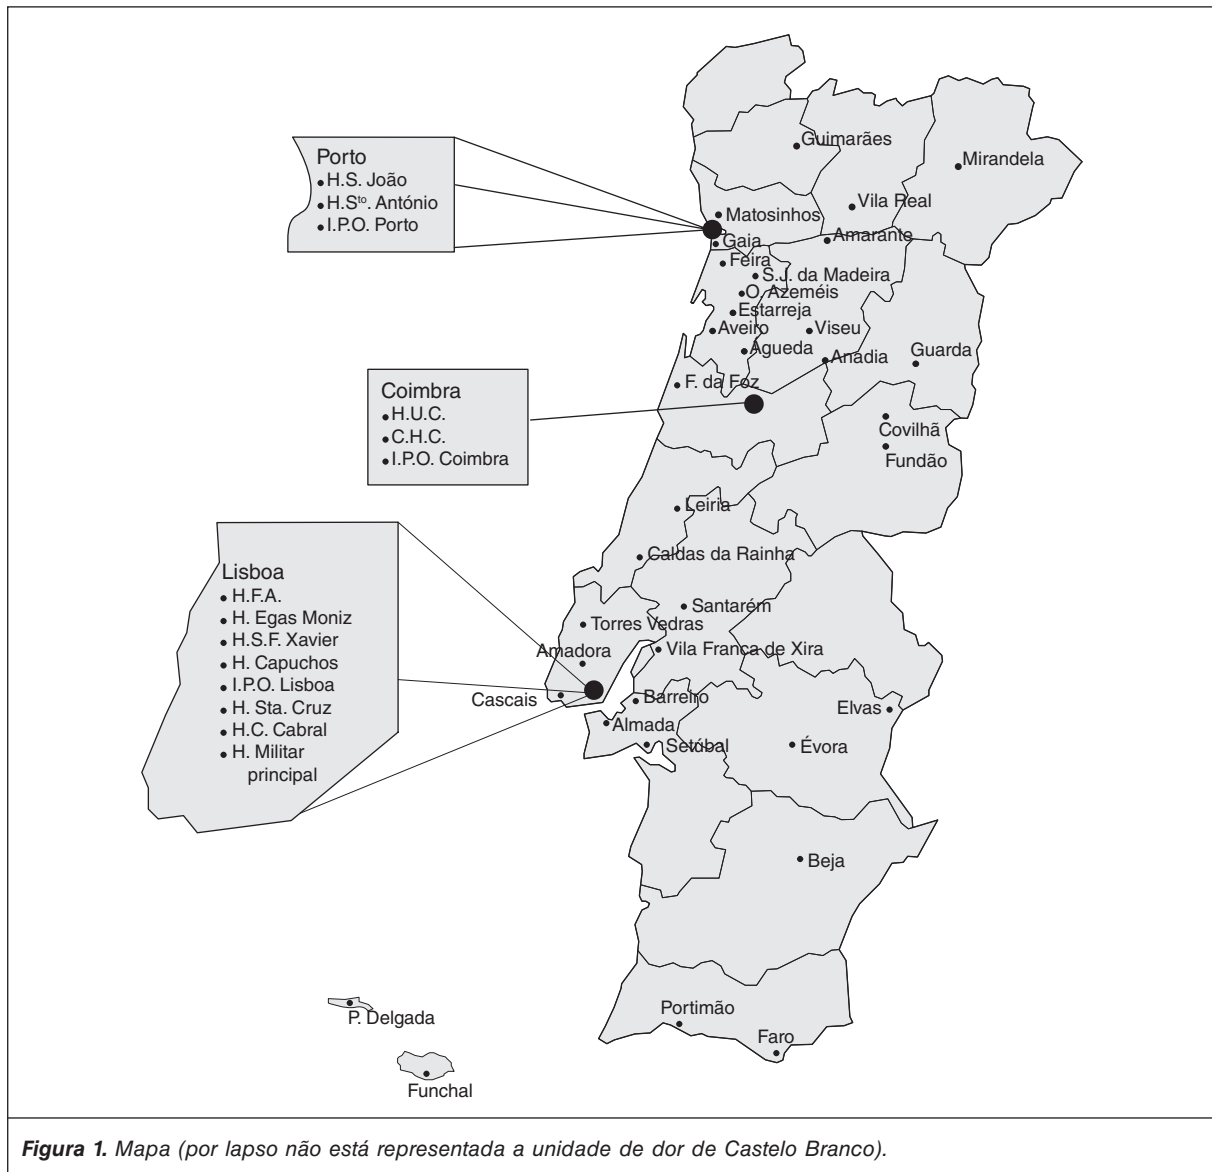 Guimarães
Mirandela
Porto
• H.S. João
• H.Sto. António
• I.P.O. Porto
Vila Real
Matosinhos
Amarante
Gaia
Feira
S.J. da Madeira
O. Azeméis
Estarreja
Aveiro
Viseu
Agueda
Anadia
Guarda
F. da Foz
Coimbra
• H.U.C.
• C.H.C.
• I.P.O. Coimbra
Covilhã
Fundão
Leiria
Caldas da Rainha
Lisboa
• H.F.A.
• H. Egas Moniz
• H.S.F. Xavier
• H. Capuchos
• I.P.O. Lisboa
• H. Sta. Cruz
• H.C. Cabral
• H. Militar
principal
Santarém
Torres Vedras
Amadora
Vila Franca de Xira
Cascais
Barreiro
Elvas
Almada
Setúbal
Évora
Beja
P. Delgada
Portimão
Faro
Funchal
Figura 1. Mapa (por lapso não está representada a unidade de dor de Castelo Branco).